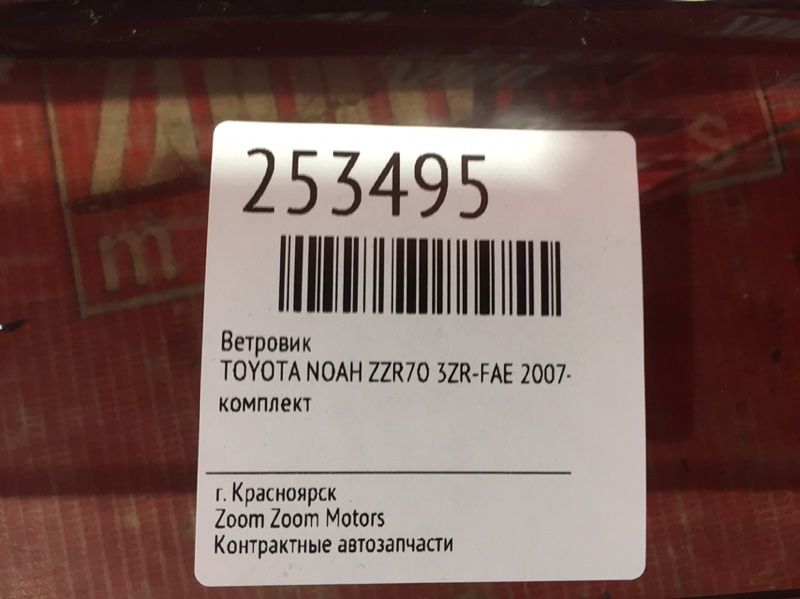 253495
Ветровик
TOYOTA NOAH ZZR70 3ZR-FAE 2007-
комплект
г. Красноярск
Zoom Zoom Motors
Контрактные автозапчасти